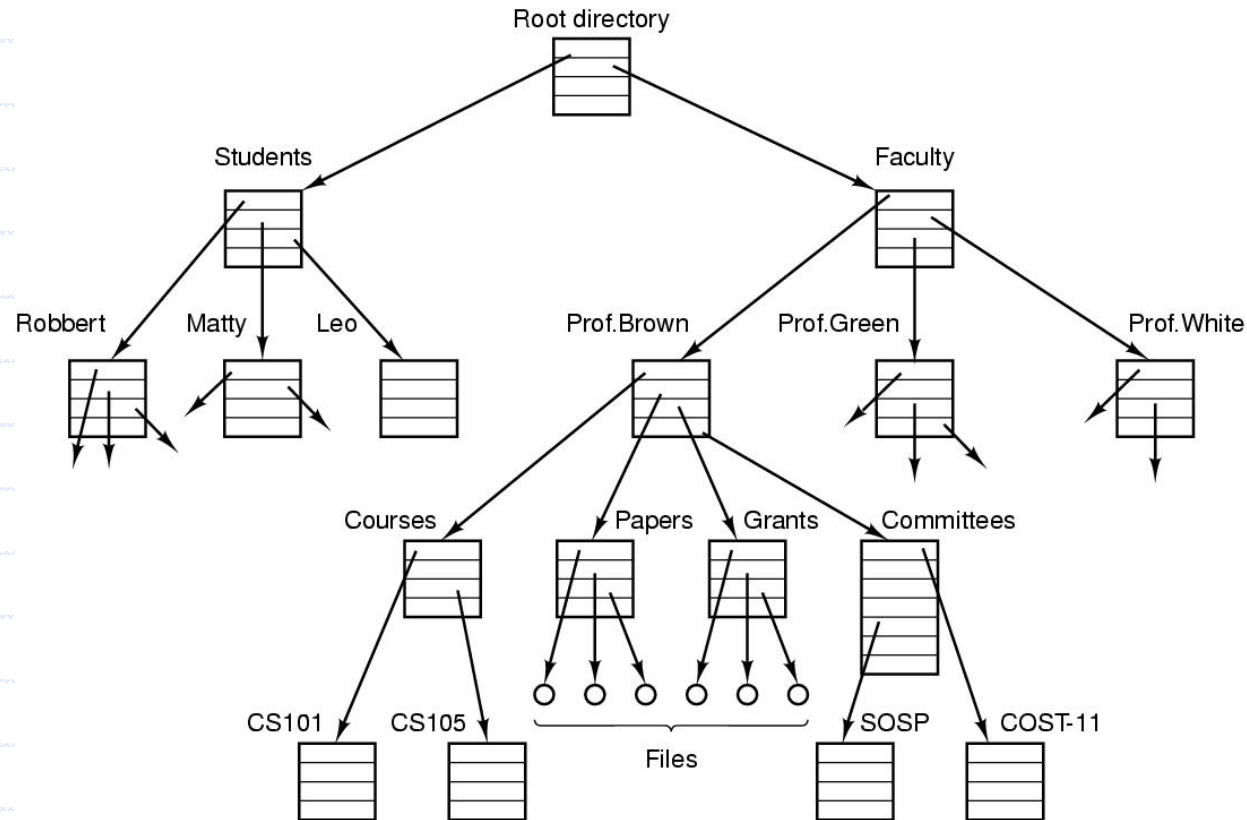 Root directory
Students
Faculty
Robbert
Matty
Leo
Prof.Brown
Prof.Green
Prof.White
Courses
Papers
Grants
Committees
CS101
CS105
Files
SOSP
COST-11